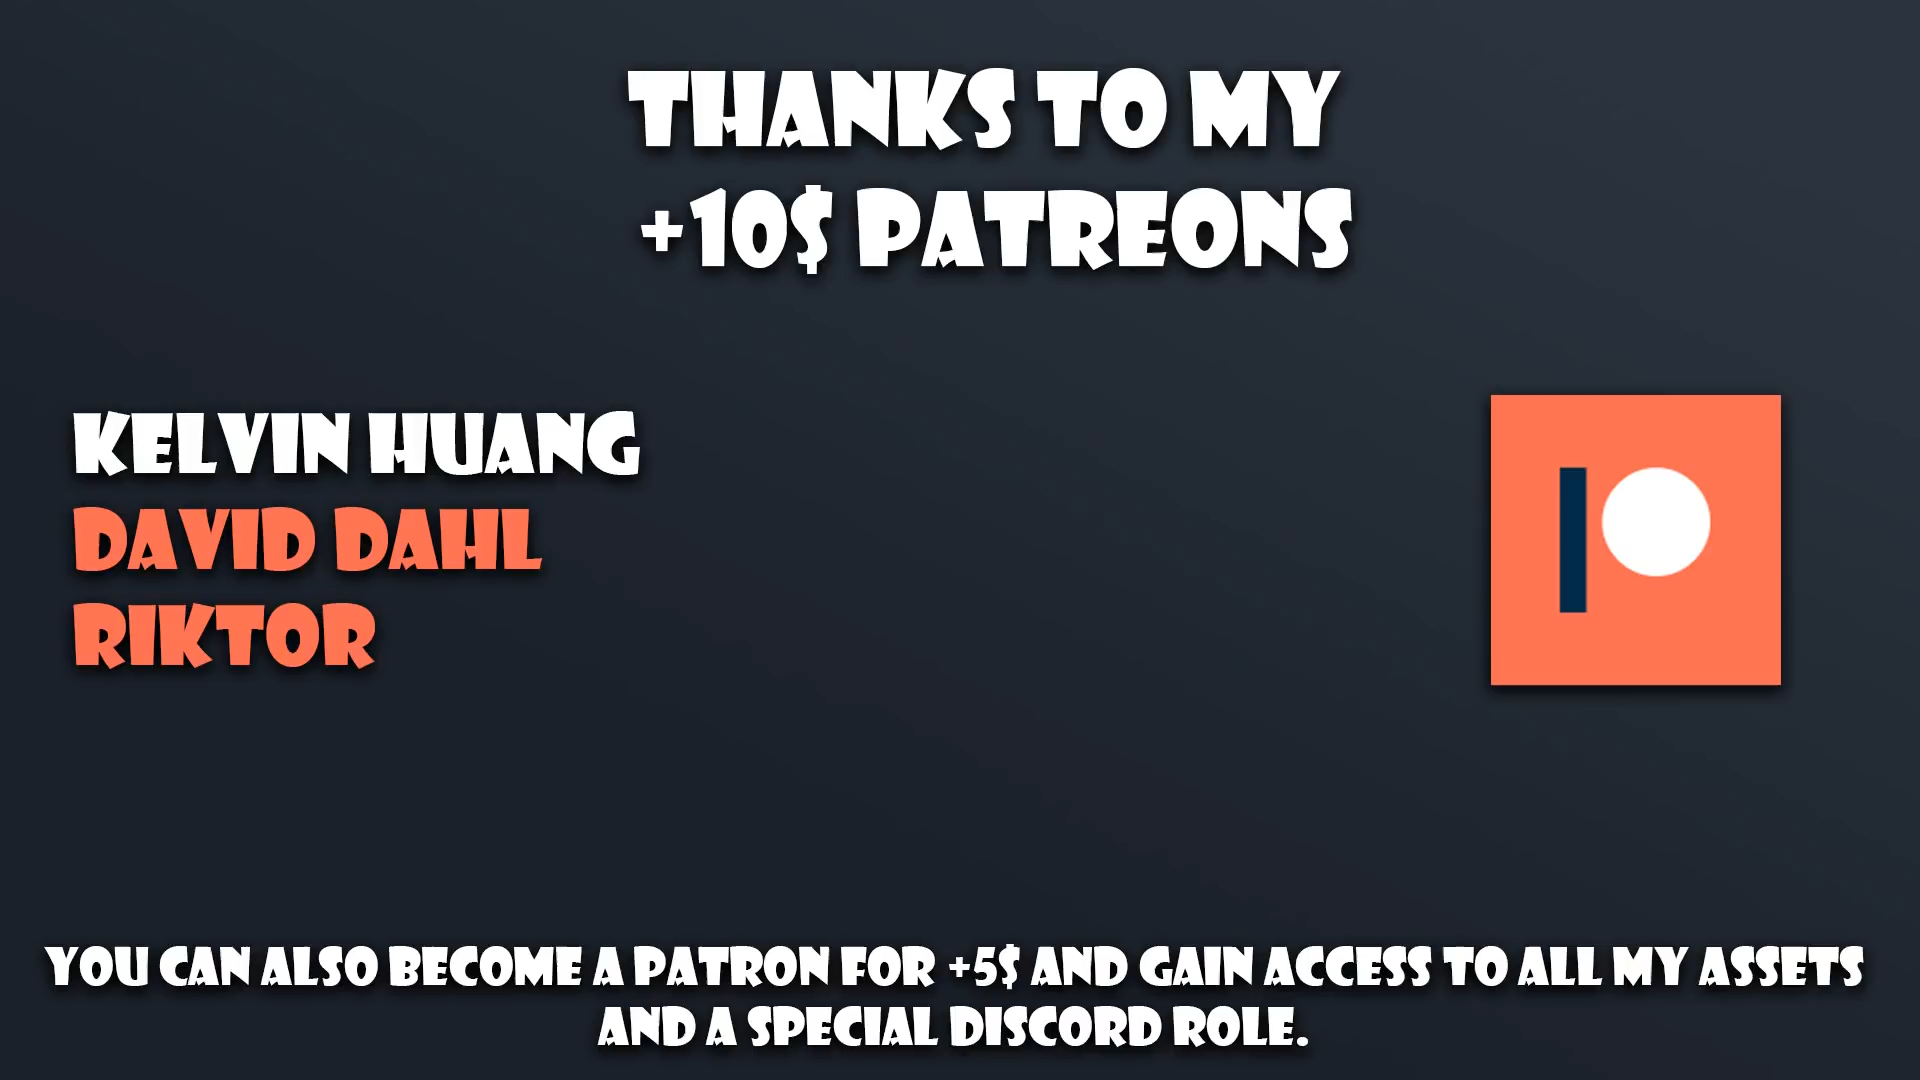 THANKS TO MY
+10$ PATREONS
KELVIN HUANG
DAVID DAHL
RIKTOR
YOU CAN ALSO BECOME A PATRON FOR +5$ AND GAIN ACCESS TO ALL MY ASSETS
AND A SPECIAL DISCORD ROLE.